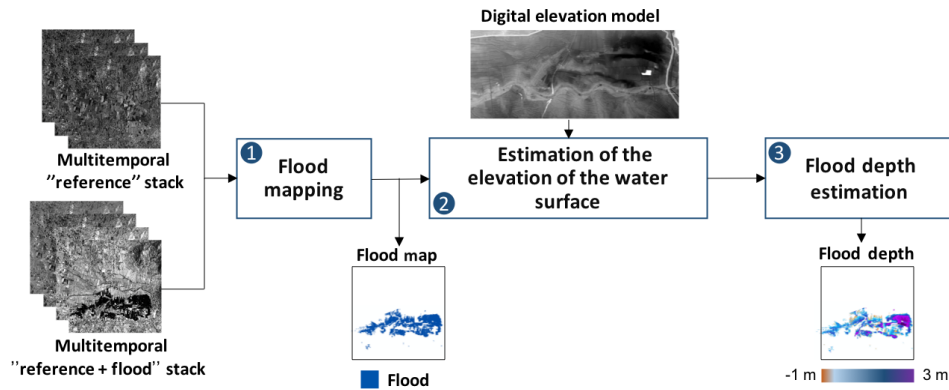 Digital elevation model
Multitemporal
”reference” stack
1
Flood
mapping
2
Estimation of the
elevation of the water
surface
3
Flood depth
estimation
Flood map
Flood depth
Multitemporal
”reference + flood” stack
Flood
-1 m
3 m